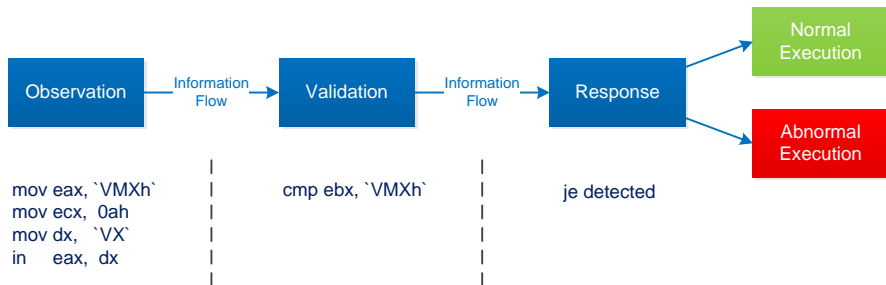 Normal
Execution
Observation
Information
Flow
Validation
Information
Flow
Response
Abnormal
Execution
mov eax, `VMXh`
mov ecx, 0ah
mov dx, `VX`
in eax, dx
cmp ebx, `VMXh`
je detected